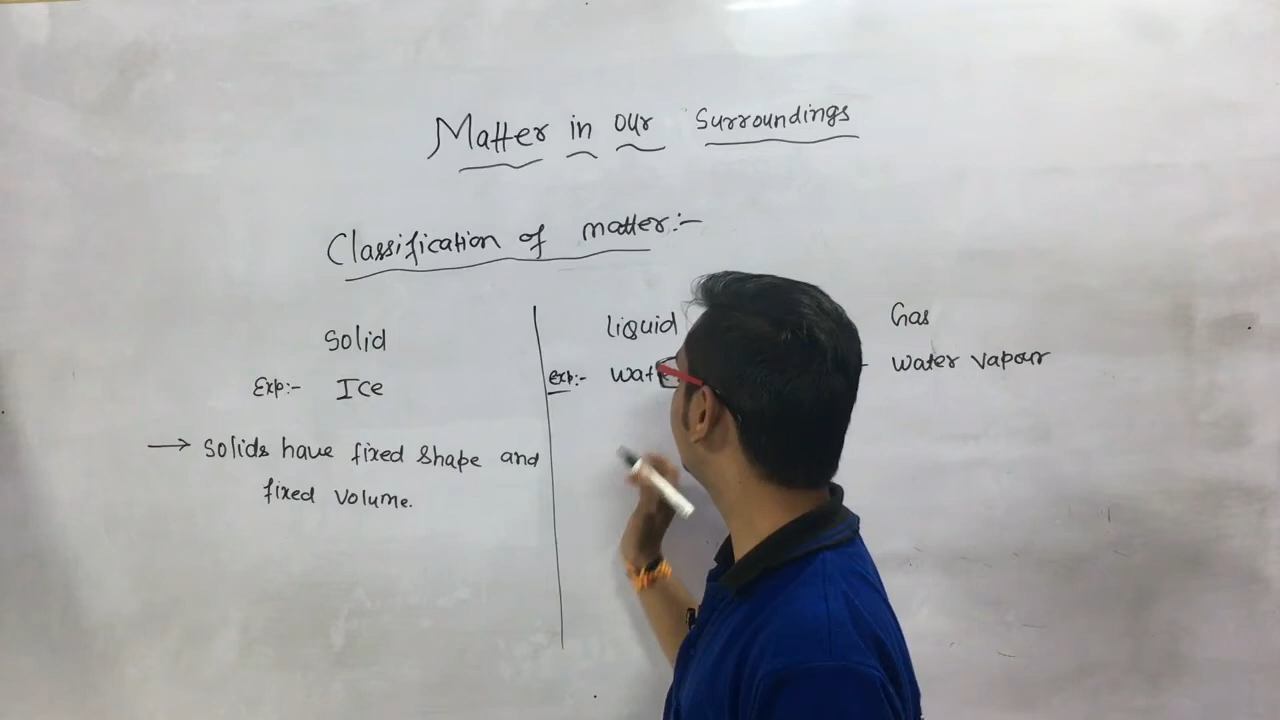 Matter in our Surroundings
Classification of matter:-
Solid
Exp:- Ice
→ Solids have fixed shape and
fixed volume.
liquid
Exp:-
Gas
water vapour